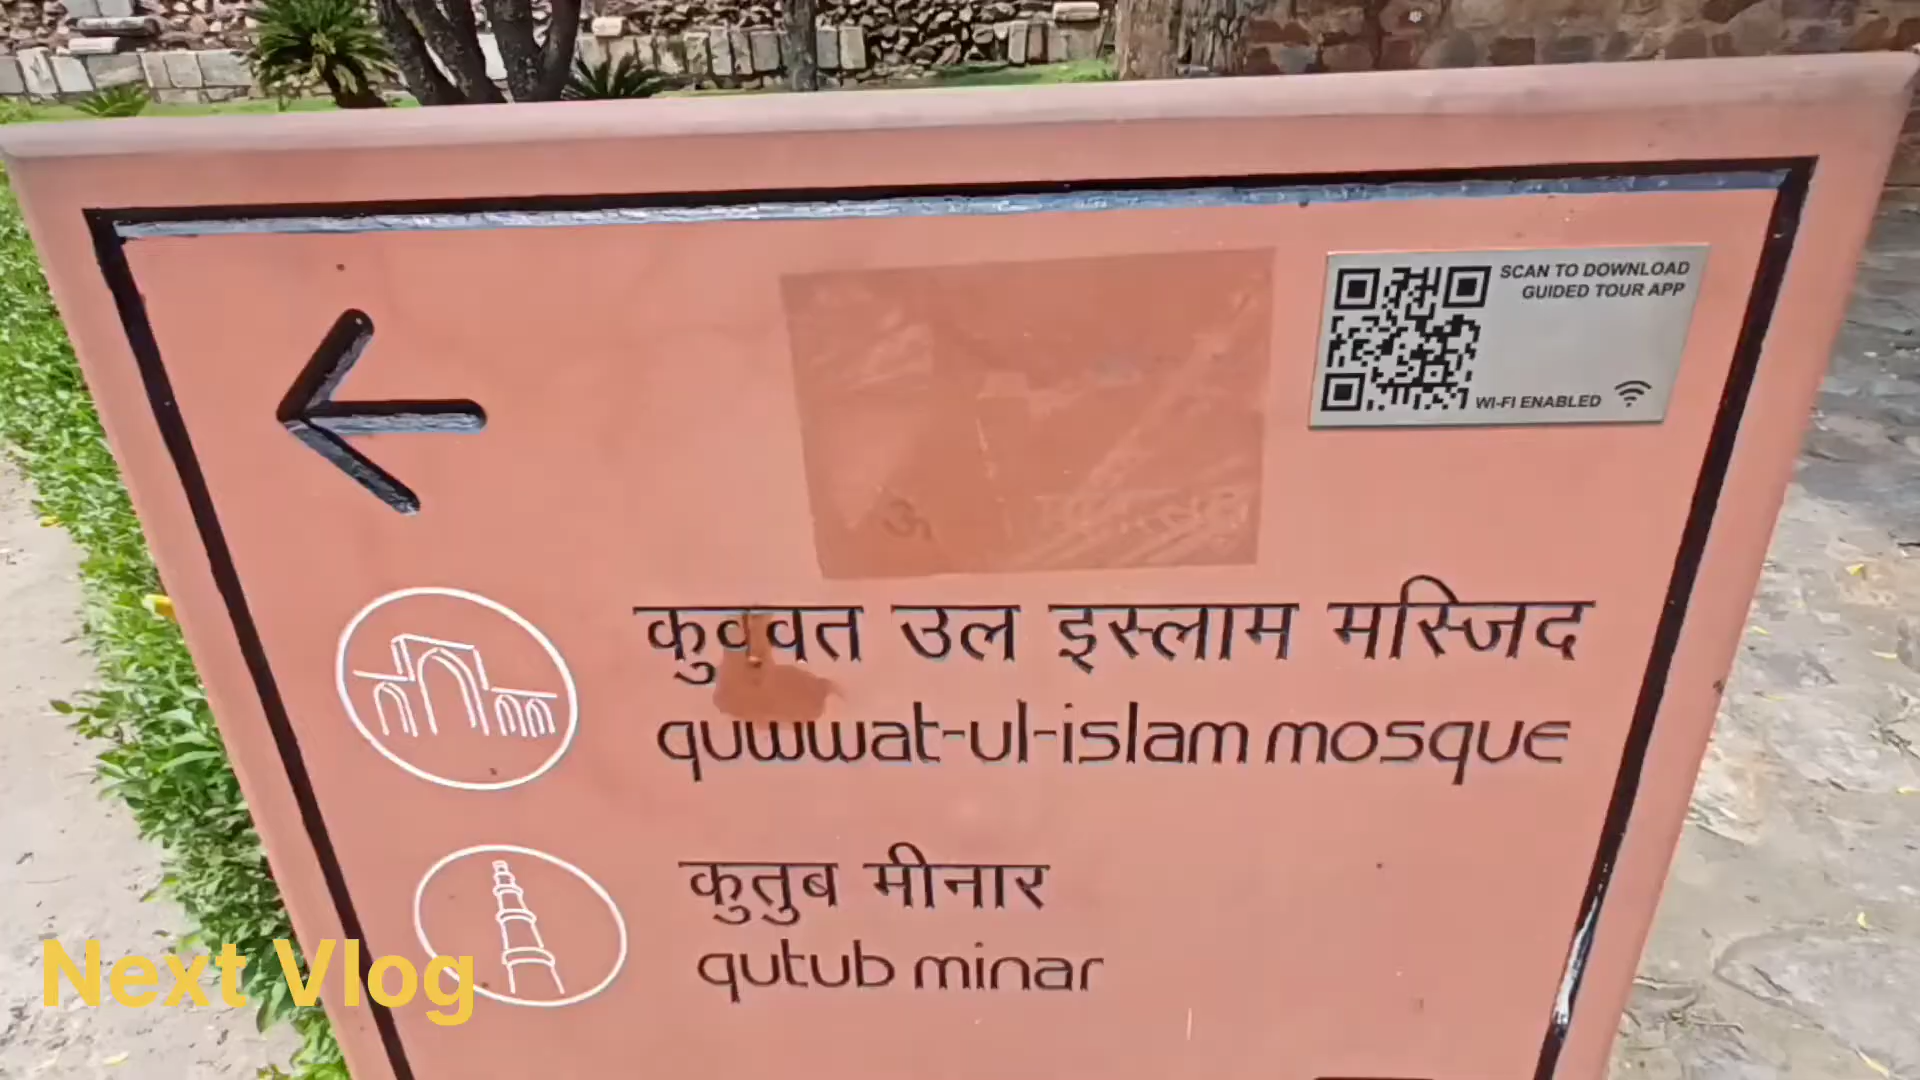 SCAN TO DOWNLOAD
GUIDED TOUR APP
WI-FI ENABLED
ॐ
कुव्वत उल इस्लाम मस्जिद
quwwat-ul-islam mosque
कुतुब मीनार
qutub minar
Next Vlog